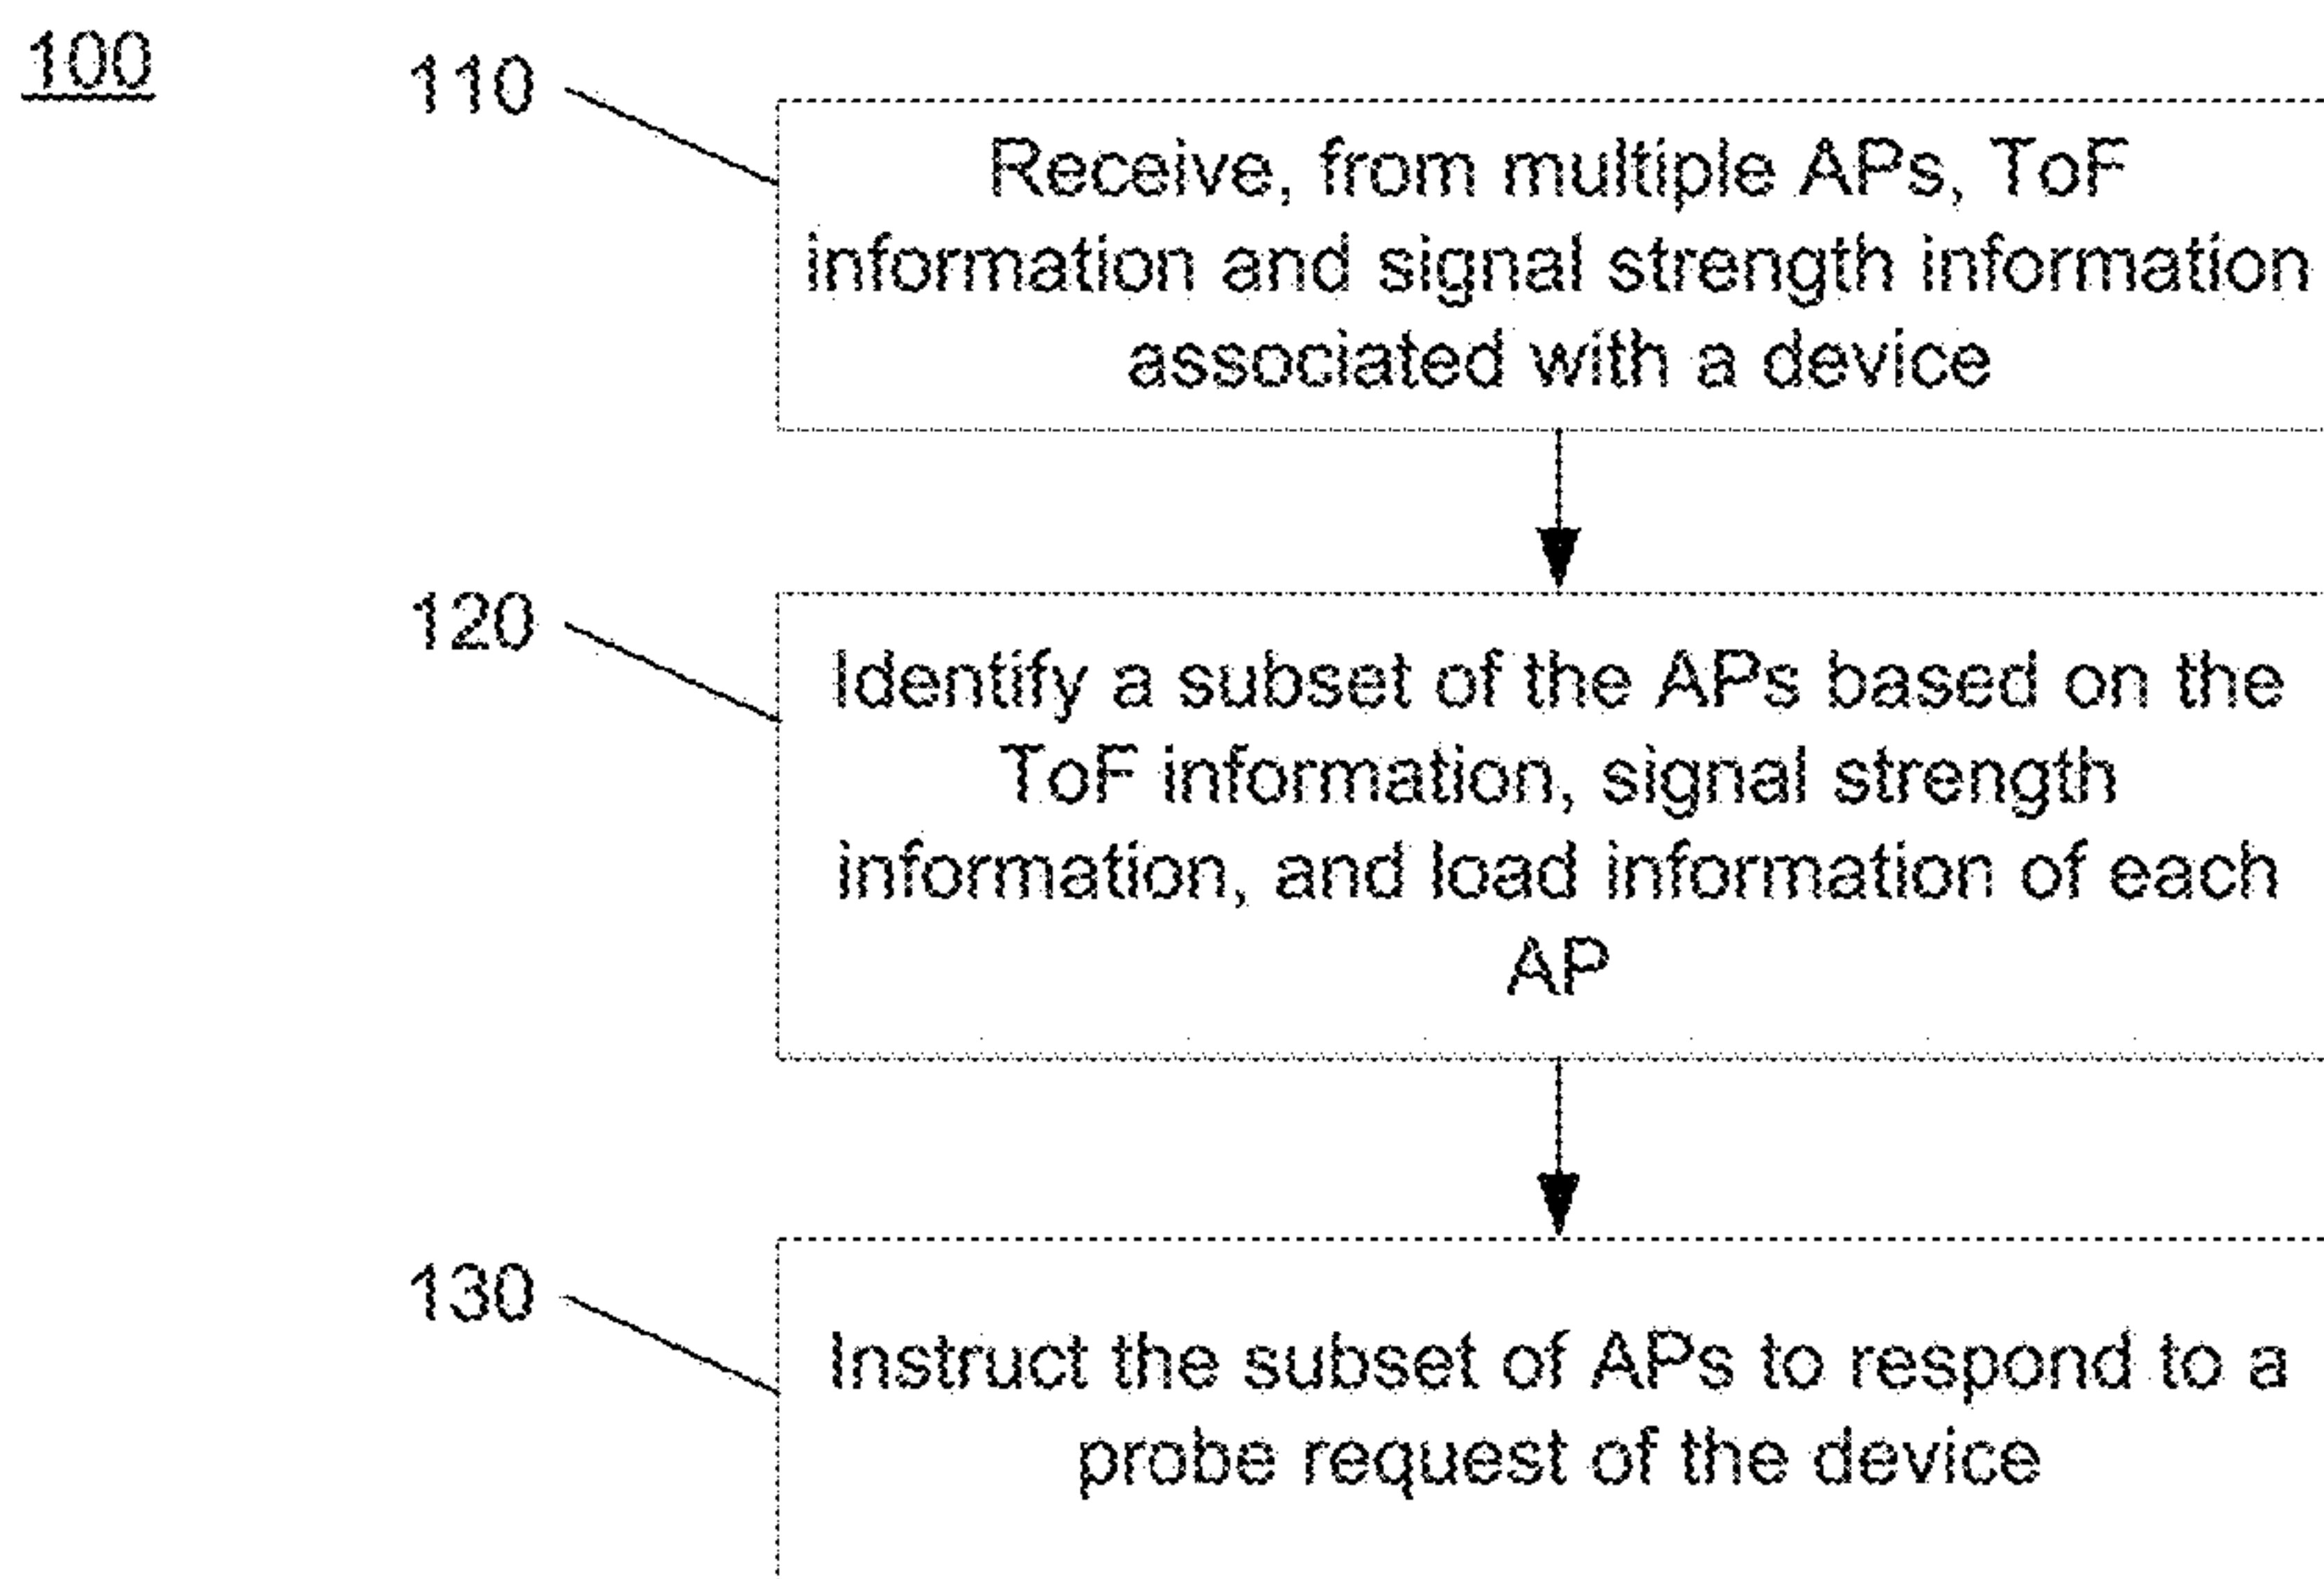 100
110
Receive, from multiple APs, ToF
information and signal strength information
associated with a device
120
Identify a subset of the APs based on the
ToF information, signal strength
information, and load information of each
AP
130
Instruct the subset of APs to respond to a
probe request of the device